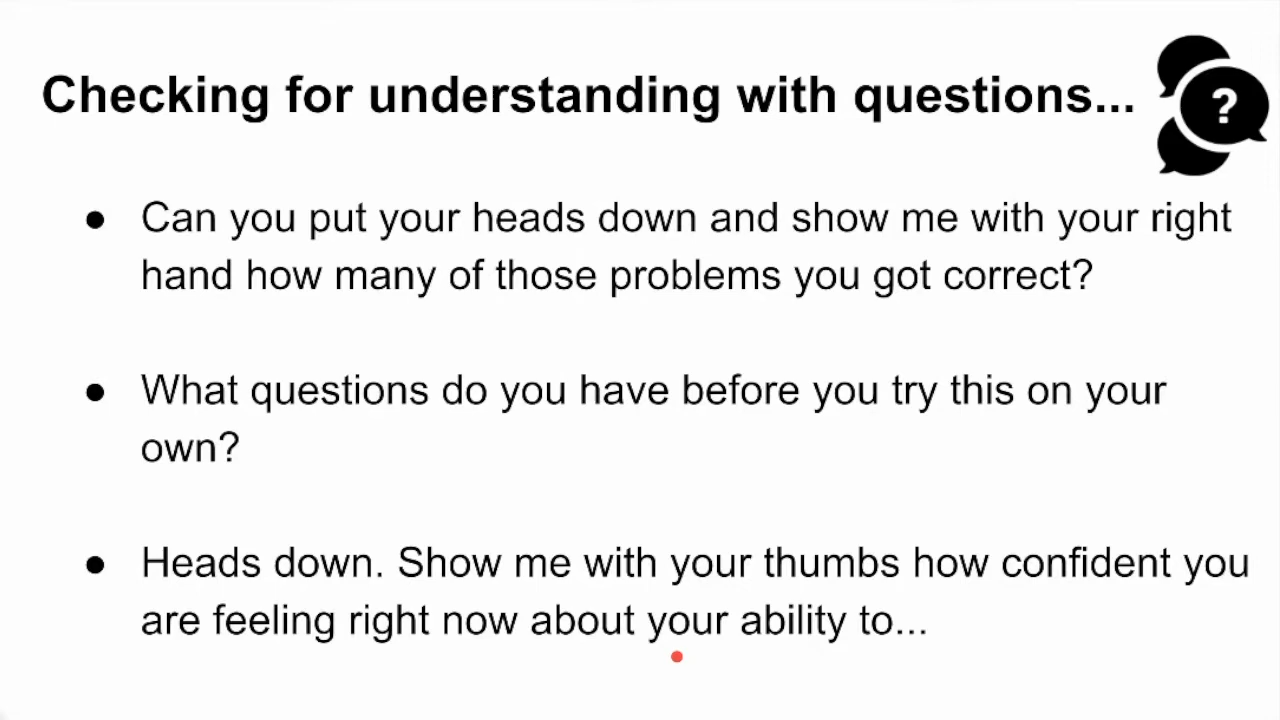 Checking for understanding with questions...
?
● Can you put your heads down and show me with your right
hand how many of those problems you got correct?
● What questions do you have before you try this on your
own?
● Heads down. Show me with your thumbs how confident you
are feeling right now about your ability to...